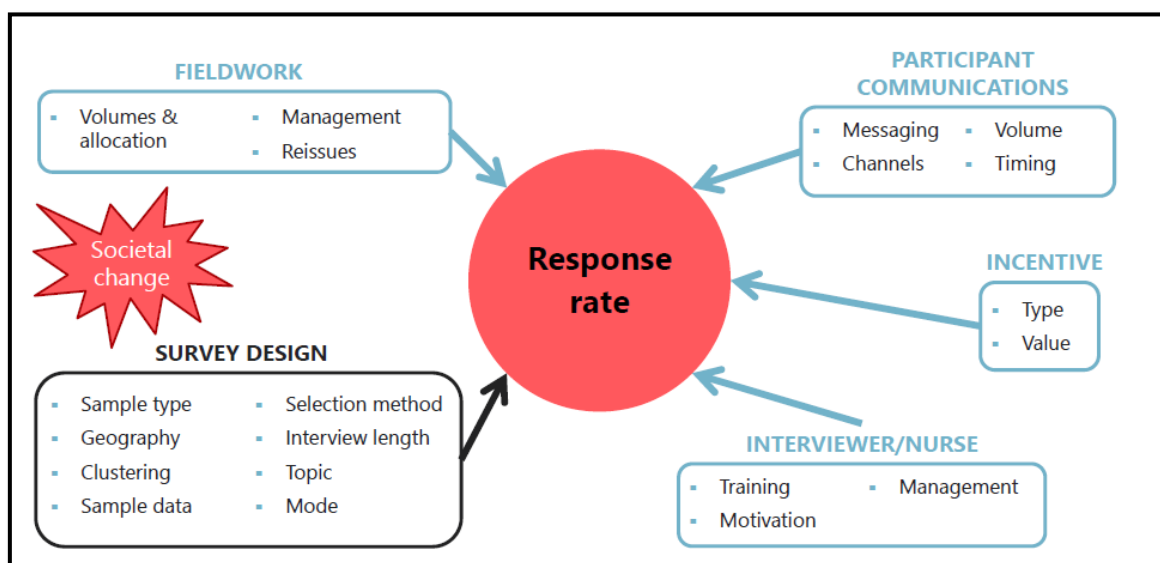 FIELDWORK
▪ Volumes &
allocation
▪ Management
▪ Reissues
PARTICIPANT
COMMUNICATIONS
▪ Messaging
▪ Channels
▪ Volume
▪ Timing
Societal
change
Response
rate
INCENTIVE
▪ Type
▪ Value
SURVEY DESIGN
▪ Sample type
▪ Geography
▪ Clustering
▪ Sample data
▪ Selection method
▪ Interview length
▪ Topic
▪ Mode
INTERVIEWER/NURSE
▪ Training
▪ Motivation
▪ Management